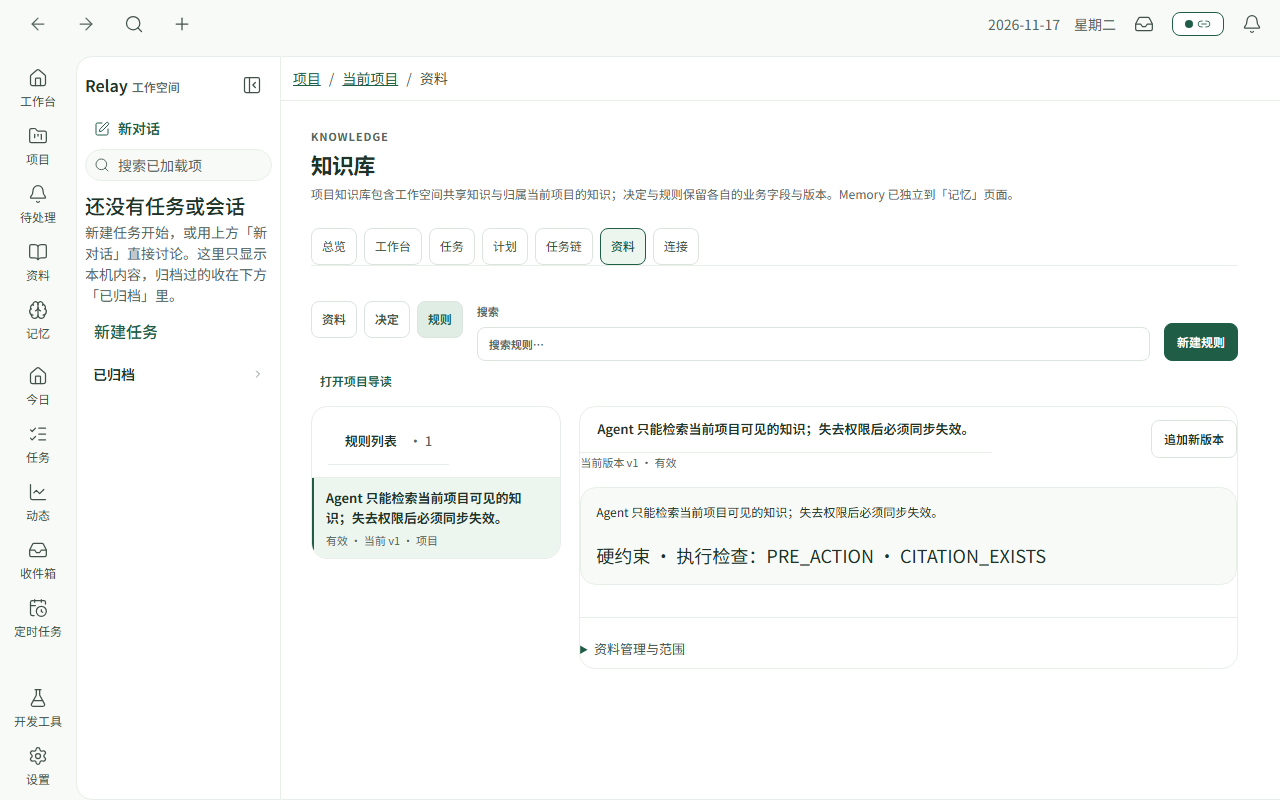 2026-11-17 星期二
工作台
项目
待处理
资料
记忆
今日
任务
动态
收件箱
定时任务
开发工具
设置
Relay 工作空间
新对话
搜索已加载项
还没有任务或会话
新建任务开始，或用上方「新
对话」直接讨论。这里只显示
本机内容，归档过的收在下方
「已归档」里。
新建任务
已归档
项目 / 当前项目 / 资料
KNOWLEDGE
知识库
项目知识库包含工作空间共享知识与归属当前项目的知识；决定与规则保留各自的业务字段与版本。Memory 已独立到「记忆」页面。
总览 工作台 任务 计划 任务链 资料 连接
资料 决定 规则
搜索
搜索规则…
新建规则
打开项目导读
规则列表 · 1
Agent 只能检索当前项目可见的知
识；失去权限后必须同步失效。
有效 · 当前 v1 · 项目
Agent 只能检索当前项目可见的知识；失去权限后必须同步失效。
追加新版本
当前版本 v1 · 有效
Agent 只能检索当前项目可见的知识；失去权限后必须同步失效。
硬约束 · 执行检查：PRE_ACTION · CITATION_EXISTS
资料管理与范围